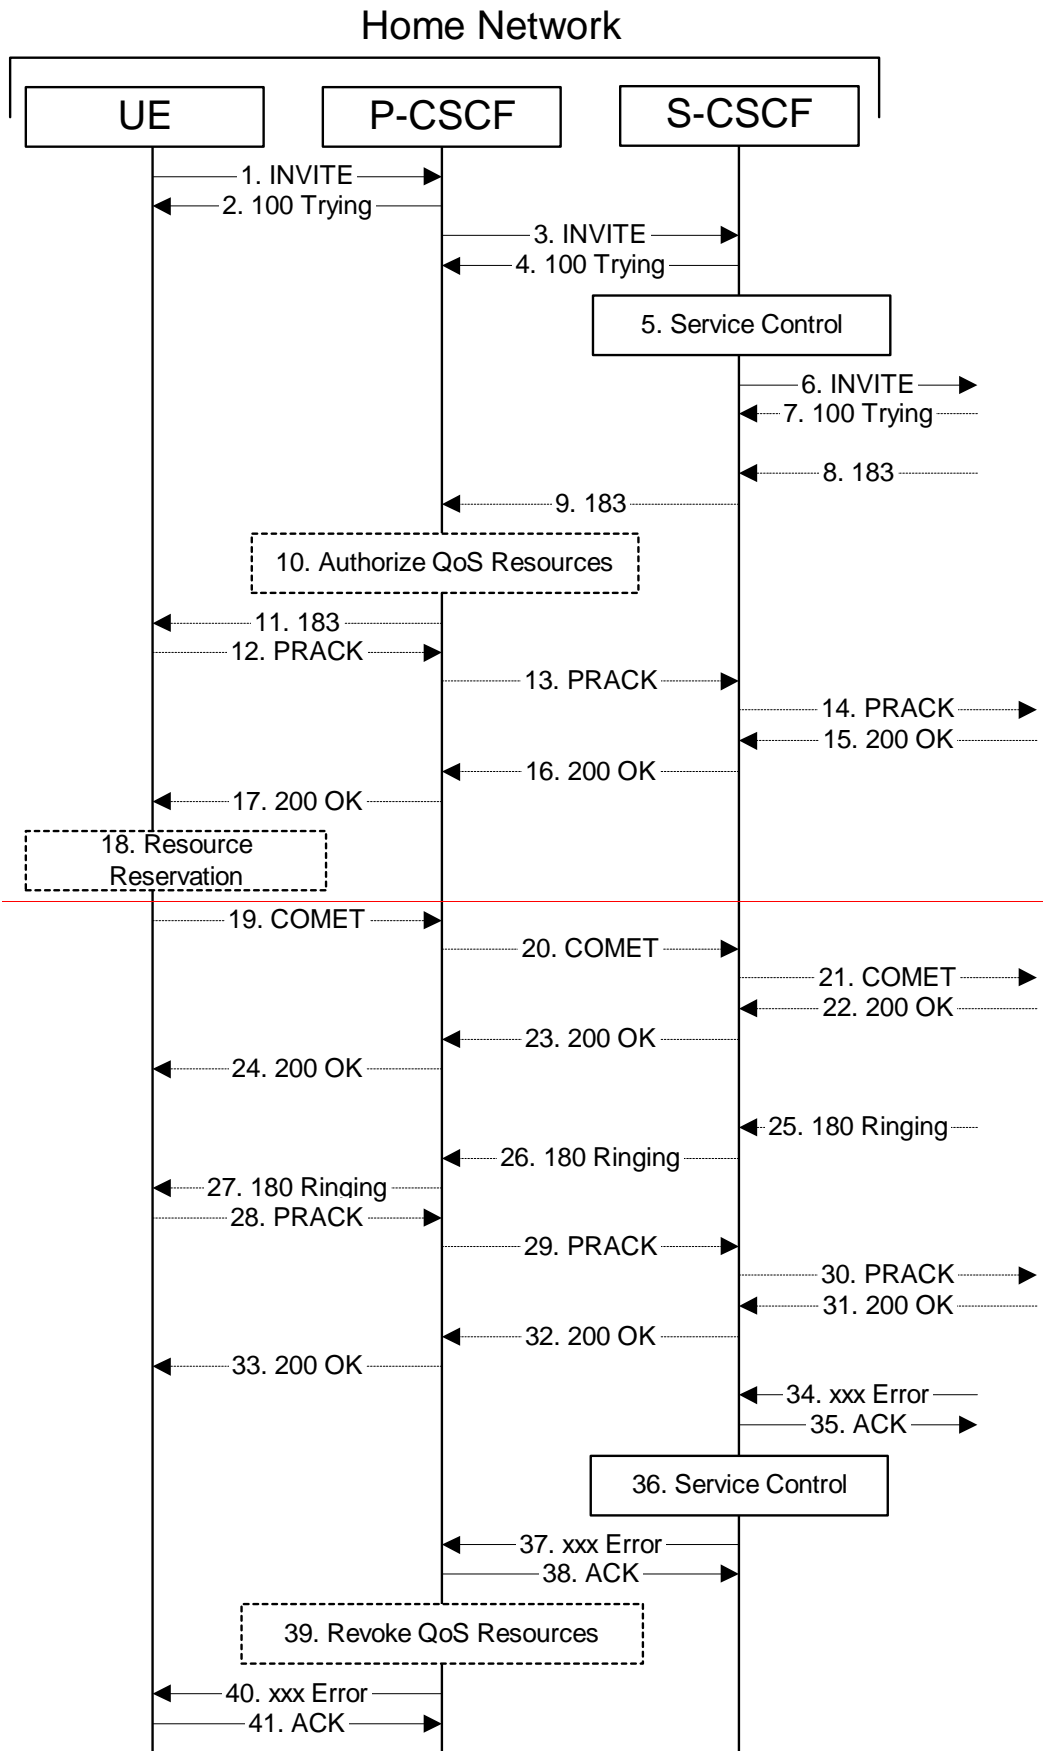 Home Network
UE
P-CSCF
S-CSCF
1. INVITE
2. 100 Trying
3. INVITE
4. 100 Trying
5. Service Control
6. INVITE
7. 100 Trying
8. 183
9. 183
10. Authorize QoS Resources
11. 183
12. PRACK
13. PRACK
14. PRACK
15. 200 OK
16. 200 OK
17. 200 OK
18. Resource
Reservation
19. COMET
20. COMET
21. COMET
22. 200 OK
23. 200 OK
24. 200 OK
25. 180 Ringing
26. 180 Ringing
27. 180 Ringing
28. PRACK
29. PRACK
30. PRACK
31. 200 OK
32. 200 OK
33. 200 OK
34. xxx Error
35. ACK
36. Service Control
37. xxx Error
38. ACK
39. Revoke QoS Resources
40. xxx Error
41. ACK